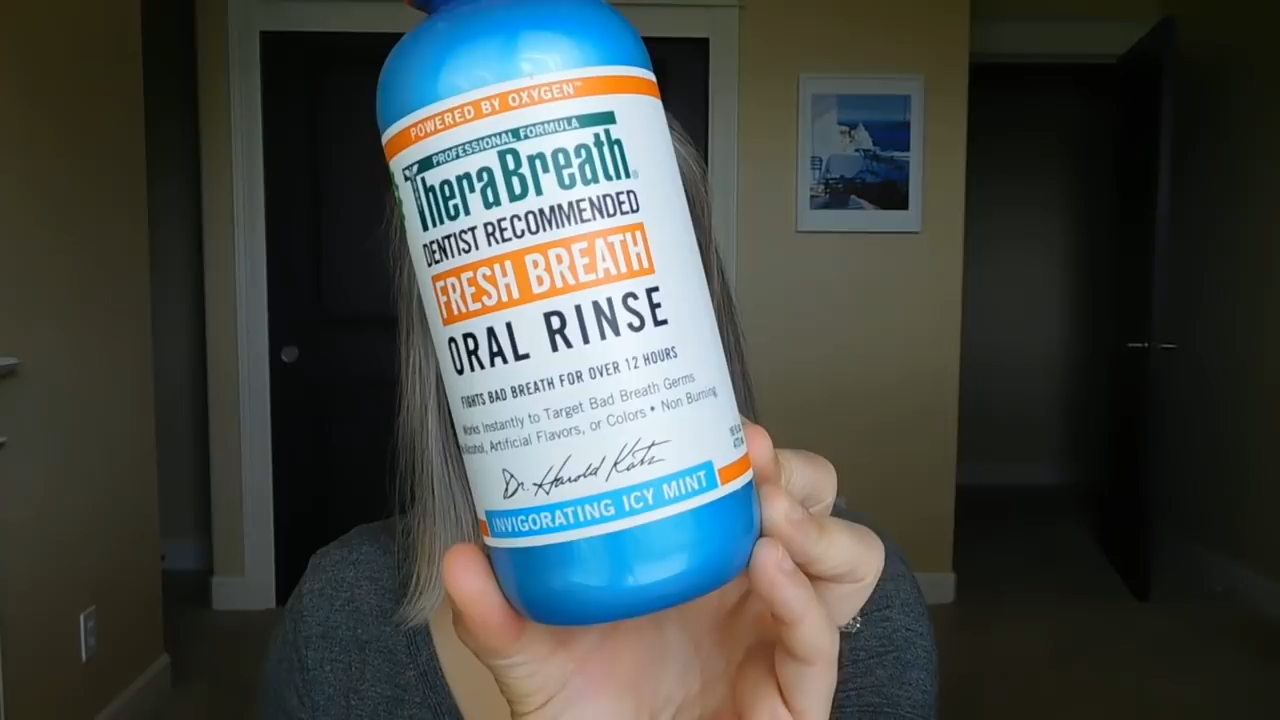 POWERED BY OXYGEN™
PROFESSIONAL FORMULA
TheraBreath®
DENTIST RECOMMENDED
FRESH BREATH
ORAL RINSE
FIGHTS BAD BREATH FOR OVER 12 HOURS
Works Instantly to Target Bad Breath Germs
Alcohol, Artificial Flavors, or Colors • Non Burning
Dr. Harold Katz
INVIGORATING ICY MINT